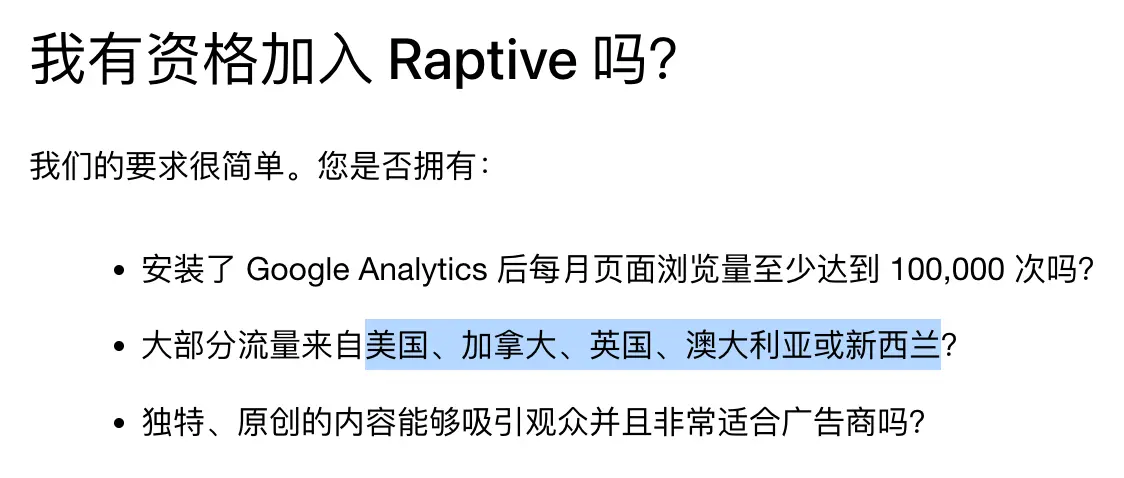 我有资格加入 Raptive 吗？
我们的要求很简单。您是否拥有：
• 安装了 Google Analytics 后每月页面浏览量至少达到 100,000 次吗？
• 大部分流量来自美国、加拿大、英国、澳大利亚或新西兰？
• 独特、原创的内容能够吸引观众并且非常适合广告商吗？